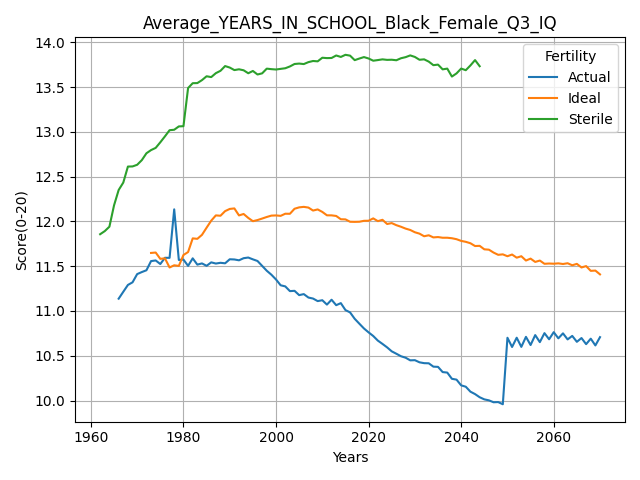 Average_YEARS_IN_SCHOOL_Black_Female_Q3_IQ
Score(0-20)
14.0
13.5
13.0
12.5
12.0
11.5
11.0
10.5
10.0
Fertility
Actual
Ideal
Sterile
1960 1980 2000 2020 2040 2060
Years